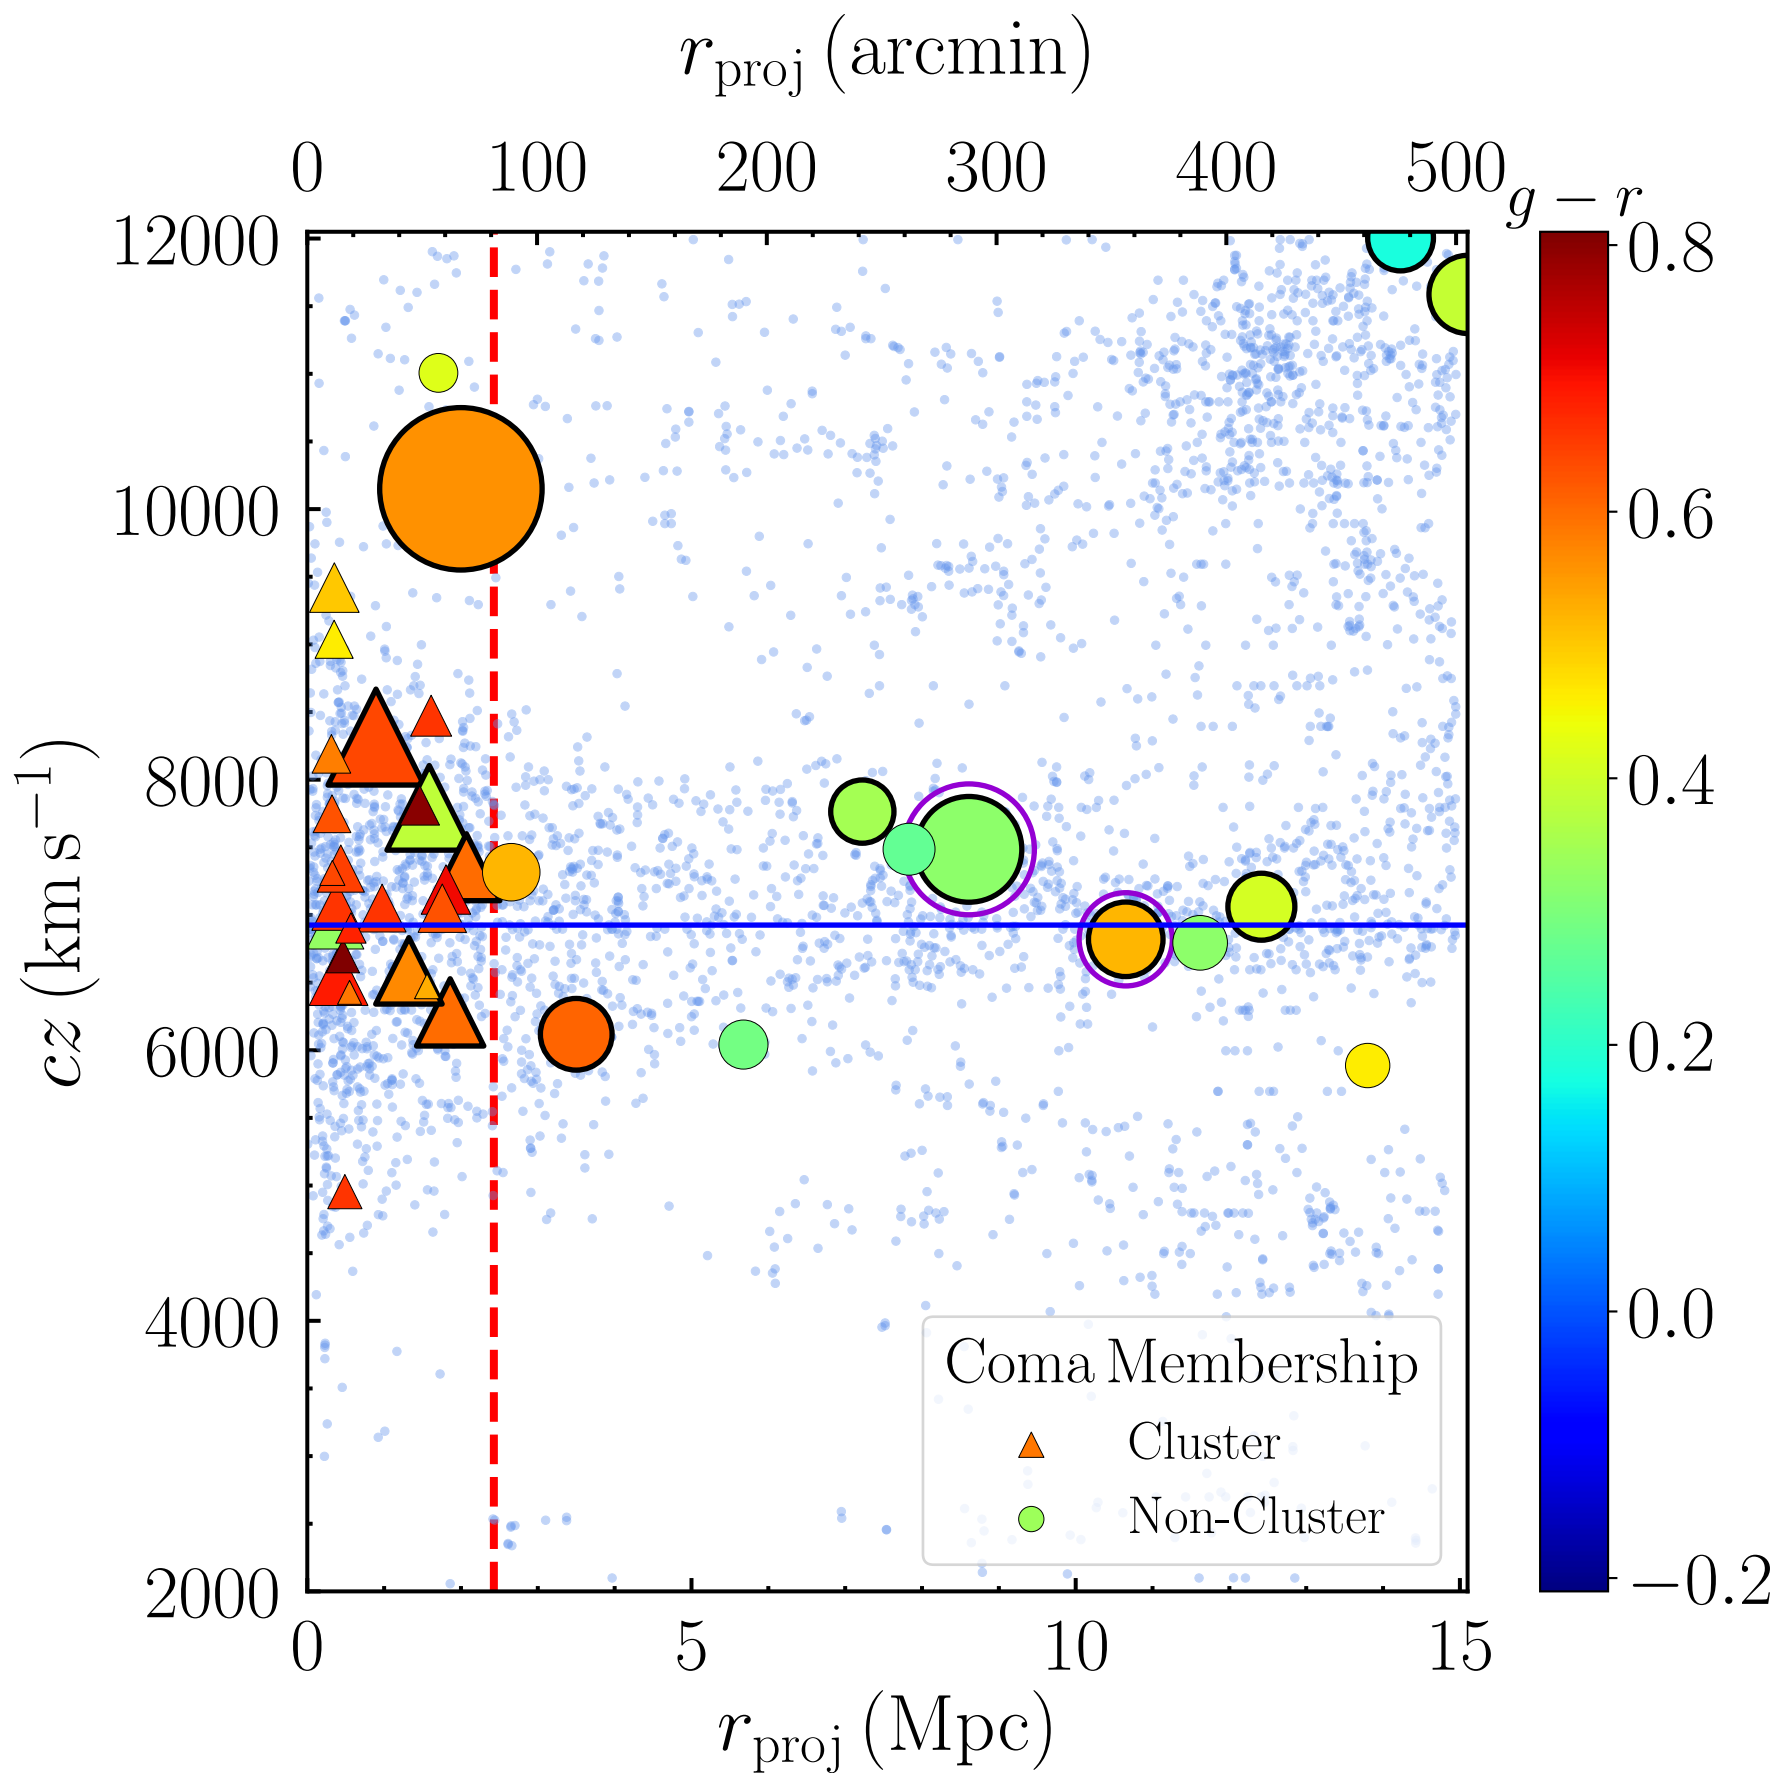 r_proj (arcmin)
0 100 200 300 400 500
g − r
12000
10000
8000
6000
4000
2000
cz (km s⁻¹)
0.8
0.6
0.4
0.2
0.0
−0.2
Coma Membership
Cluster
Non-Cluster
0 5 10 15
r_proj (Mpc)